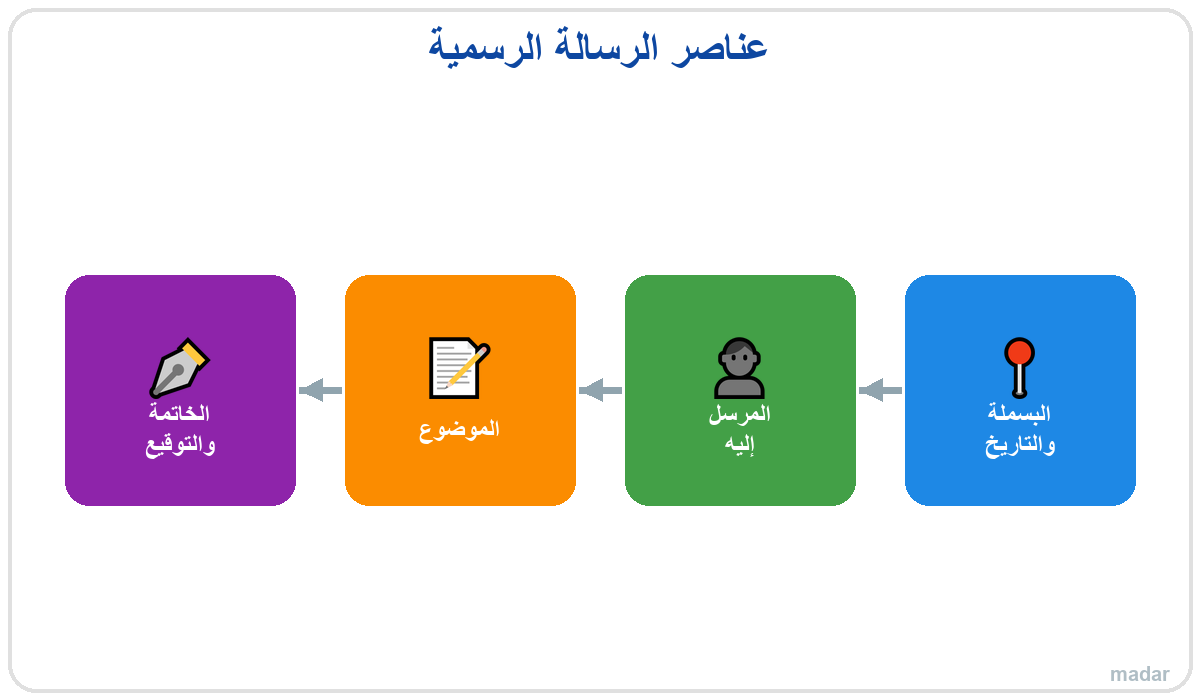 عناصر الرسالة الرسمية
البسملة
والتاريخ
المرسل
إليه
الموضوع
الخاتمة
والتوقيع
madar